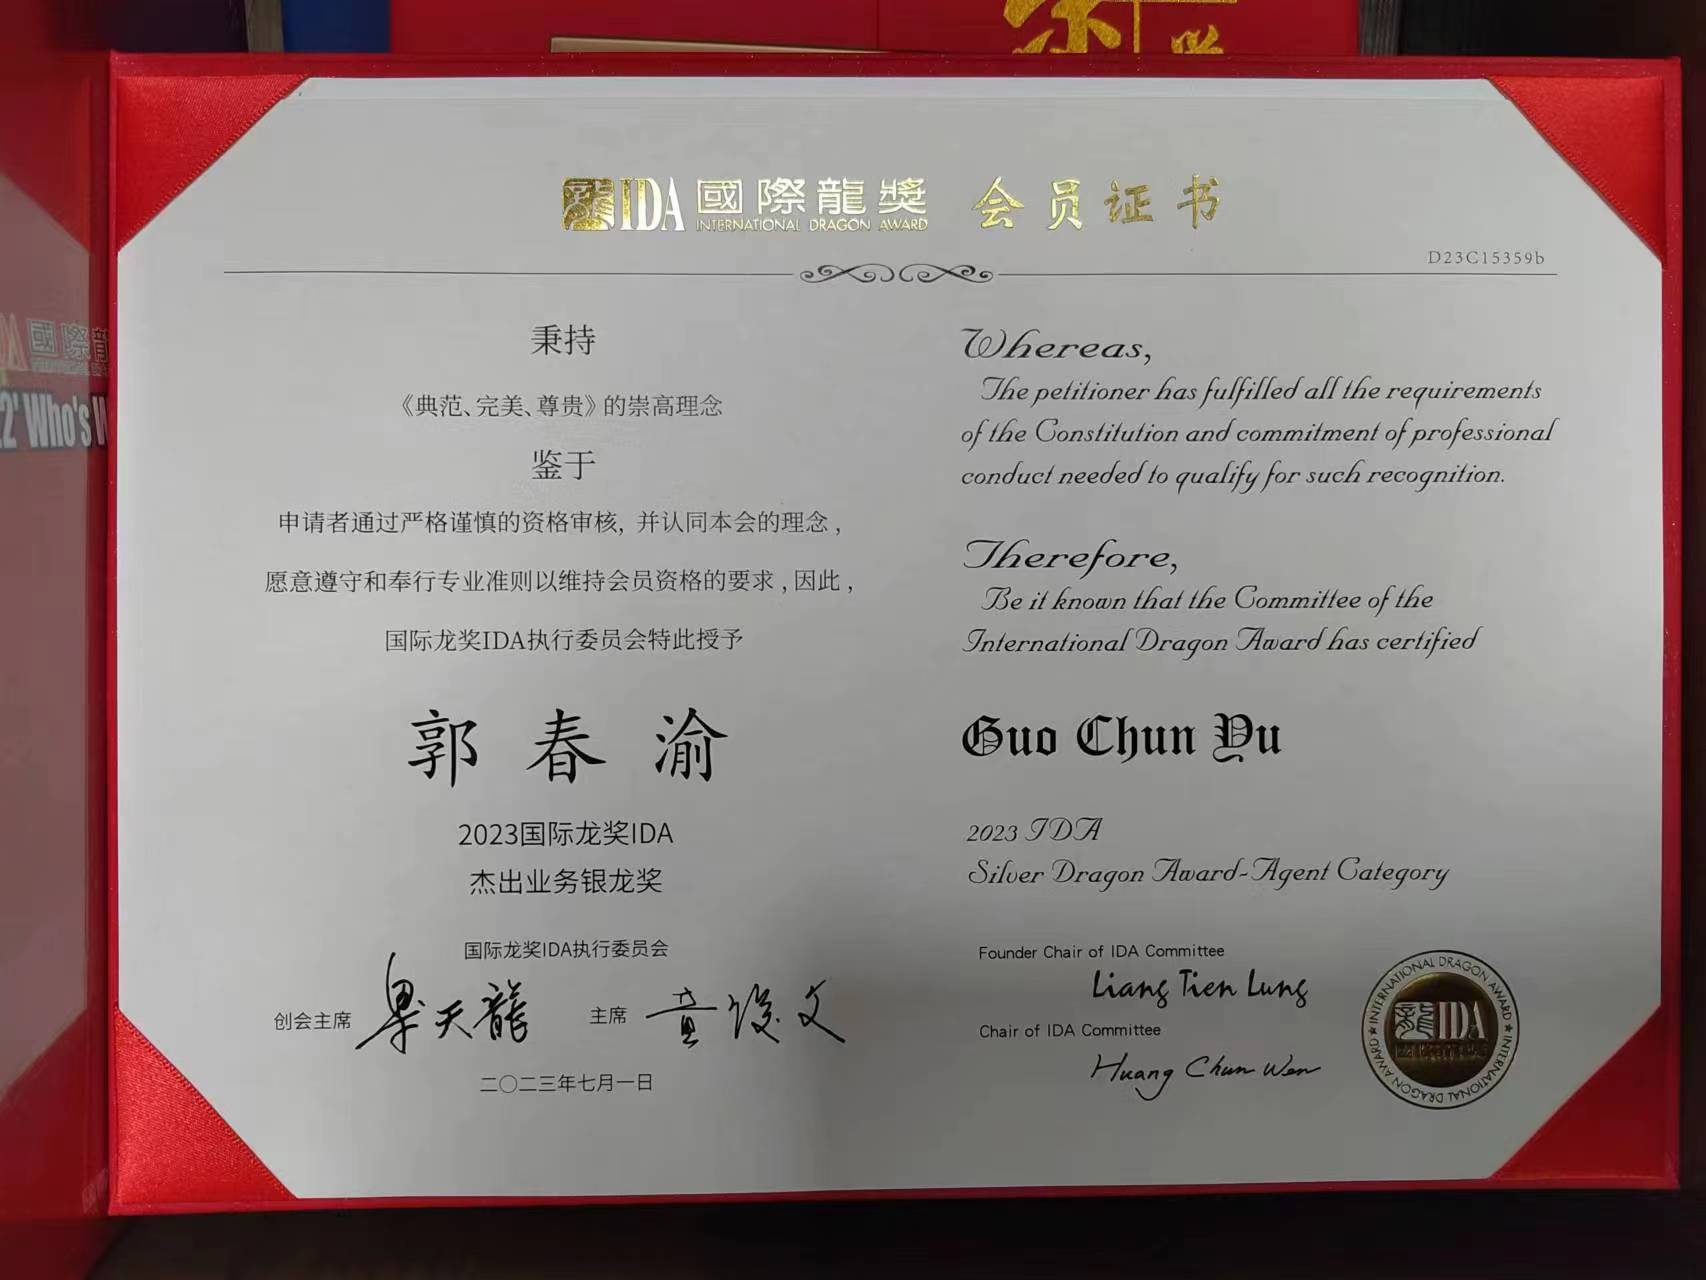 IDA 國際龍獎 会员证书
INTERNATIONAL DRAGON AWARD
D23C15359b
秉持
《典范、完美、尊贵》的崇高理念
鉴于
申请者通过严格谨慎的资格审核, 并认同本会的理念,
愿意遵守和奉行专业准则以维持会员资格的要求, 因此,
国际龙奖IDA执行委员会特此授予
郭春渝
2023国际龙奖IDA
杰出业务银龙奖
国际龙奖IDA执行委员会
创会主席 梁天龍 主席
二〇二三年七月一日
Whereas,
The petitioner has fulfilled all the requirements
of the Constitution and commitment of professional
conduct needed to qualify for such recognition.
Therefore,
Be it known that the Committee of the
International Dragon Award has certified
Guo Chun Yu
2023 IDA
Silver Dragon Award-Agent Category
Founder Chair of IDA Committee
Liang Tien Lung
Chair of IDA Committee
Huang Chun Wen
INTERNATIONAL DRAGON AWARD ★ INTERNATIONAL DRAGON AWARD ★
龍 IDA
國際
2' Who's W